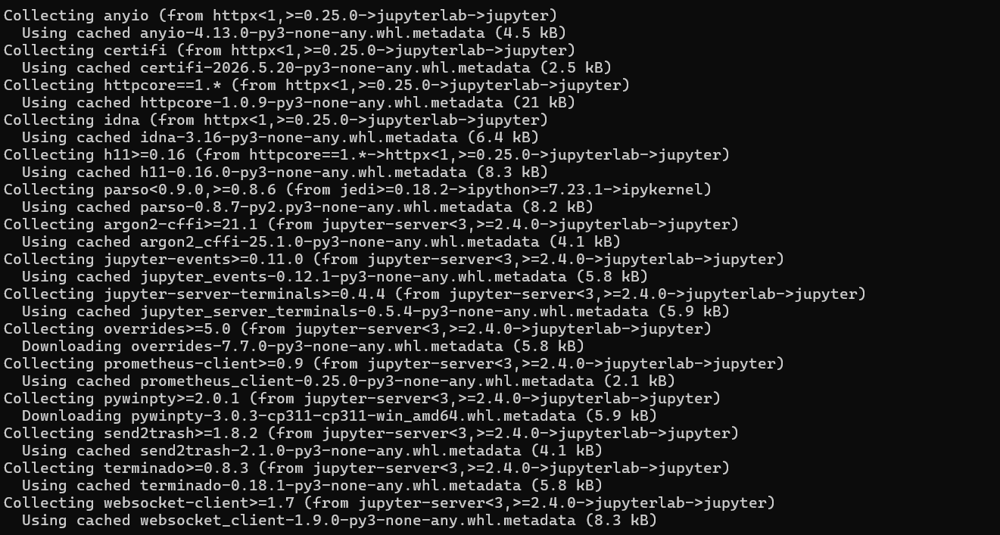 Collecting anyio (from httpx<1,>=0.25.0->jupyterlab->jupyter)
  Using cached anyio-4.13.0-py3-none-any.whl.metadata (4.5 kB)
Collecting certifi (from httpx<1,>=0.25.0->jupyterlab->jupyter)
  Using cached certifi-2026.5.20-py3-none-any.whl.metadata (2.5 kB)
Collecting httpcore==1.* (from httpx<1,>=0.25.0->jupyterlab->jupyter)
  Using cached httpcore-1.0.9-py3-none-any.whl.metadata (21 kB)
Collecting idna (from httpx<1,>=0.25.0->jupyterlab->jupyter)
  Using cached idna-3.16-py3-none-any.whl.metadata (6.4 kB)
Collecting h11>=0.16 (from httpcore==1.*->httpx<1,>=0.25.0->jupyterlab->jupyter)
  Using cached h11-0.16.0-py3-none-any.whl.metadata (8.3 kB)
Collecting parso<0.9.0,>=0.8.6 (from jedi>=0.18.2->ipython>=7.23.1->ipykernel)
  Using cached parso-0.8.7-py2.py3-none-any.whl.metadata (8.2 kB)
Collecting argon2-cffi>=21.1 (from jupyter-server<3,>=2.4.0->jupyterlab->jupyter)
  Using cached argon2_cffi-25.1.0-py3-none-any.whl.metadata (4.1 kB)
Collecting jupyter-events>=0.11.0 (from jupyter-server<3,>=2.4.0->jupyterlab->jupyter)
  Using cached jupyter_events-0.12.1-py3-none-any.whl.metadata (5.8 kB)
Collecting jupyter-server-terminals>=0.4.4 (from jupyter-server<3,>=2.4.0->jupyterlab->jupyter)
  Using cached jupyter_server_terminals-0.5.4-py3-none-any.whl.metadata (5.9 kB)
Collecting overrides>=5.0 (from jupyter-server<3,>=2.4.0->jupyterlab->jupyter)
  Downloading overrides-7.7.0-py3-none-any.whl.metadata (5.8 kB)
Collecting prometheus-client>=0.9 (from jupyter-server<3,>=2.4.0->jupyterlab->jupyter)
  Using cached prometheus_client-0.25.0-py3-none-any.whl.metadata (2.1 kB)
Collecting pywinpty>=2.0.1 (from jupyter-server<3,>=2.4.0->jupyterlab->jupyter)
  Downloading pywinpty-3.0.3-cp311-cp311-win_amd64.whl.metadata (5.9 kB)
Collecting send2trash>=1.8.2 (from jupyter-server<3,>=2.4.0->jupyterlab->jupyter)
  Using cached send2trash-2.1.0-py3-none-any.whl.metadata (4.1 kB)
Collecting terminado>=0.8.3 (from jupyter-server<3,>=2.4.0->jupyterlab->jupyter)
  Using cached terminado-0.18.1-py3-none-any.whl.metadata (5.8 kB)
Collecting websocket-client>=1.7 (from jupyter-server<3,>=2.4.0->jupyterlab->jupyter)
  Using cached websocket_client-1.9.0-py3-none-any.whl.metadata (8.3 kB)